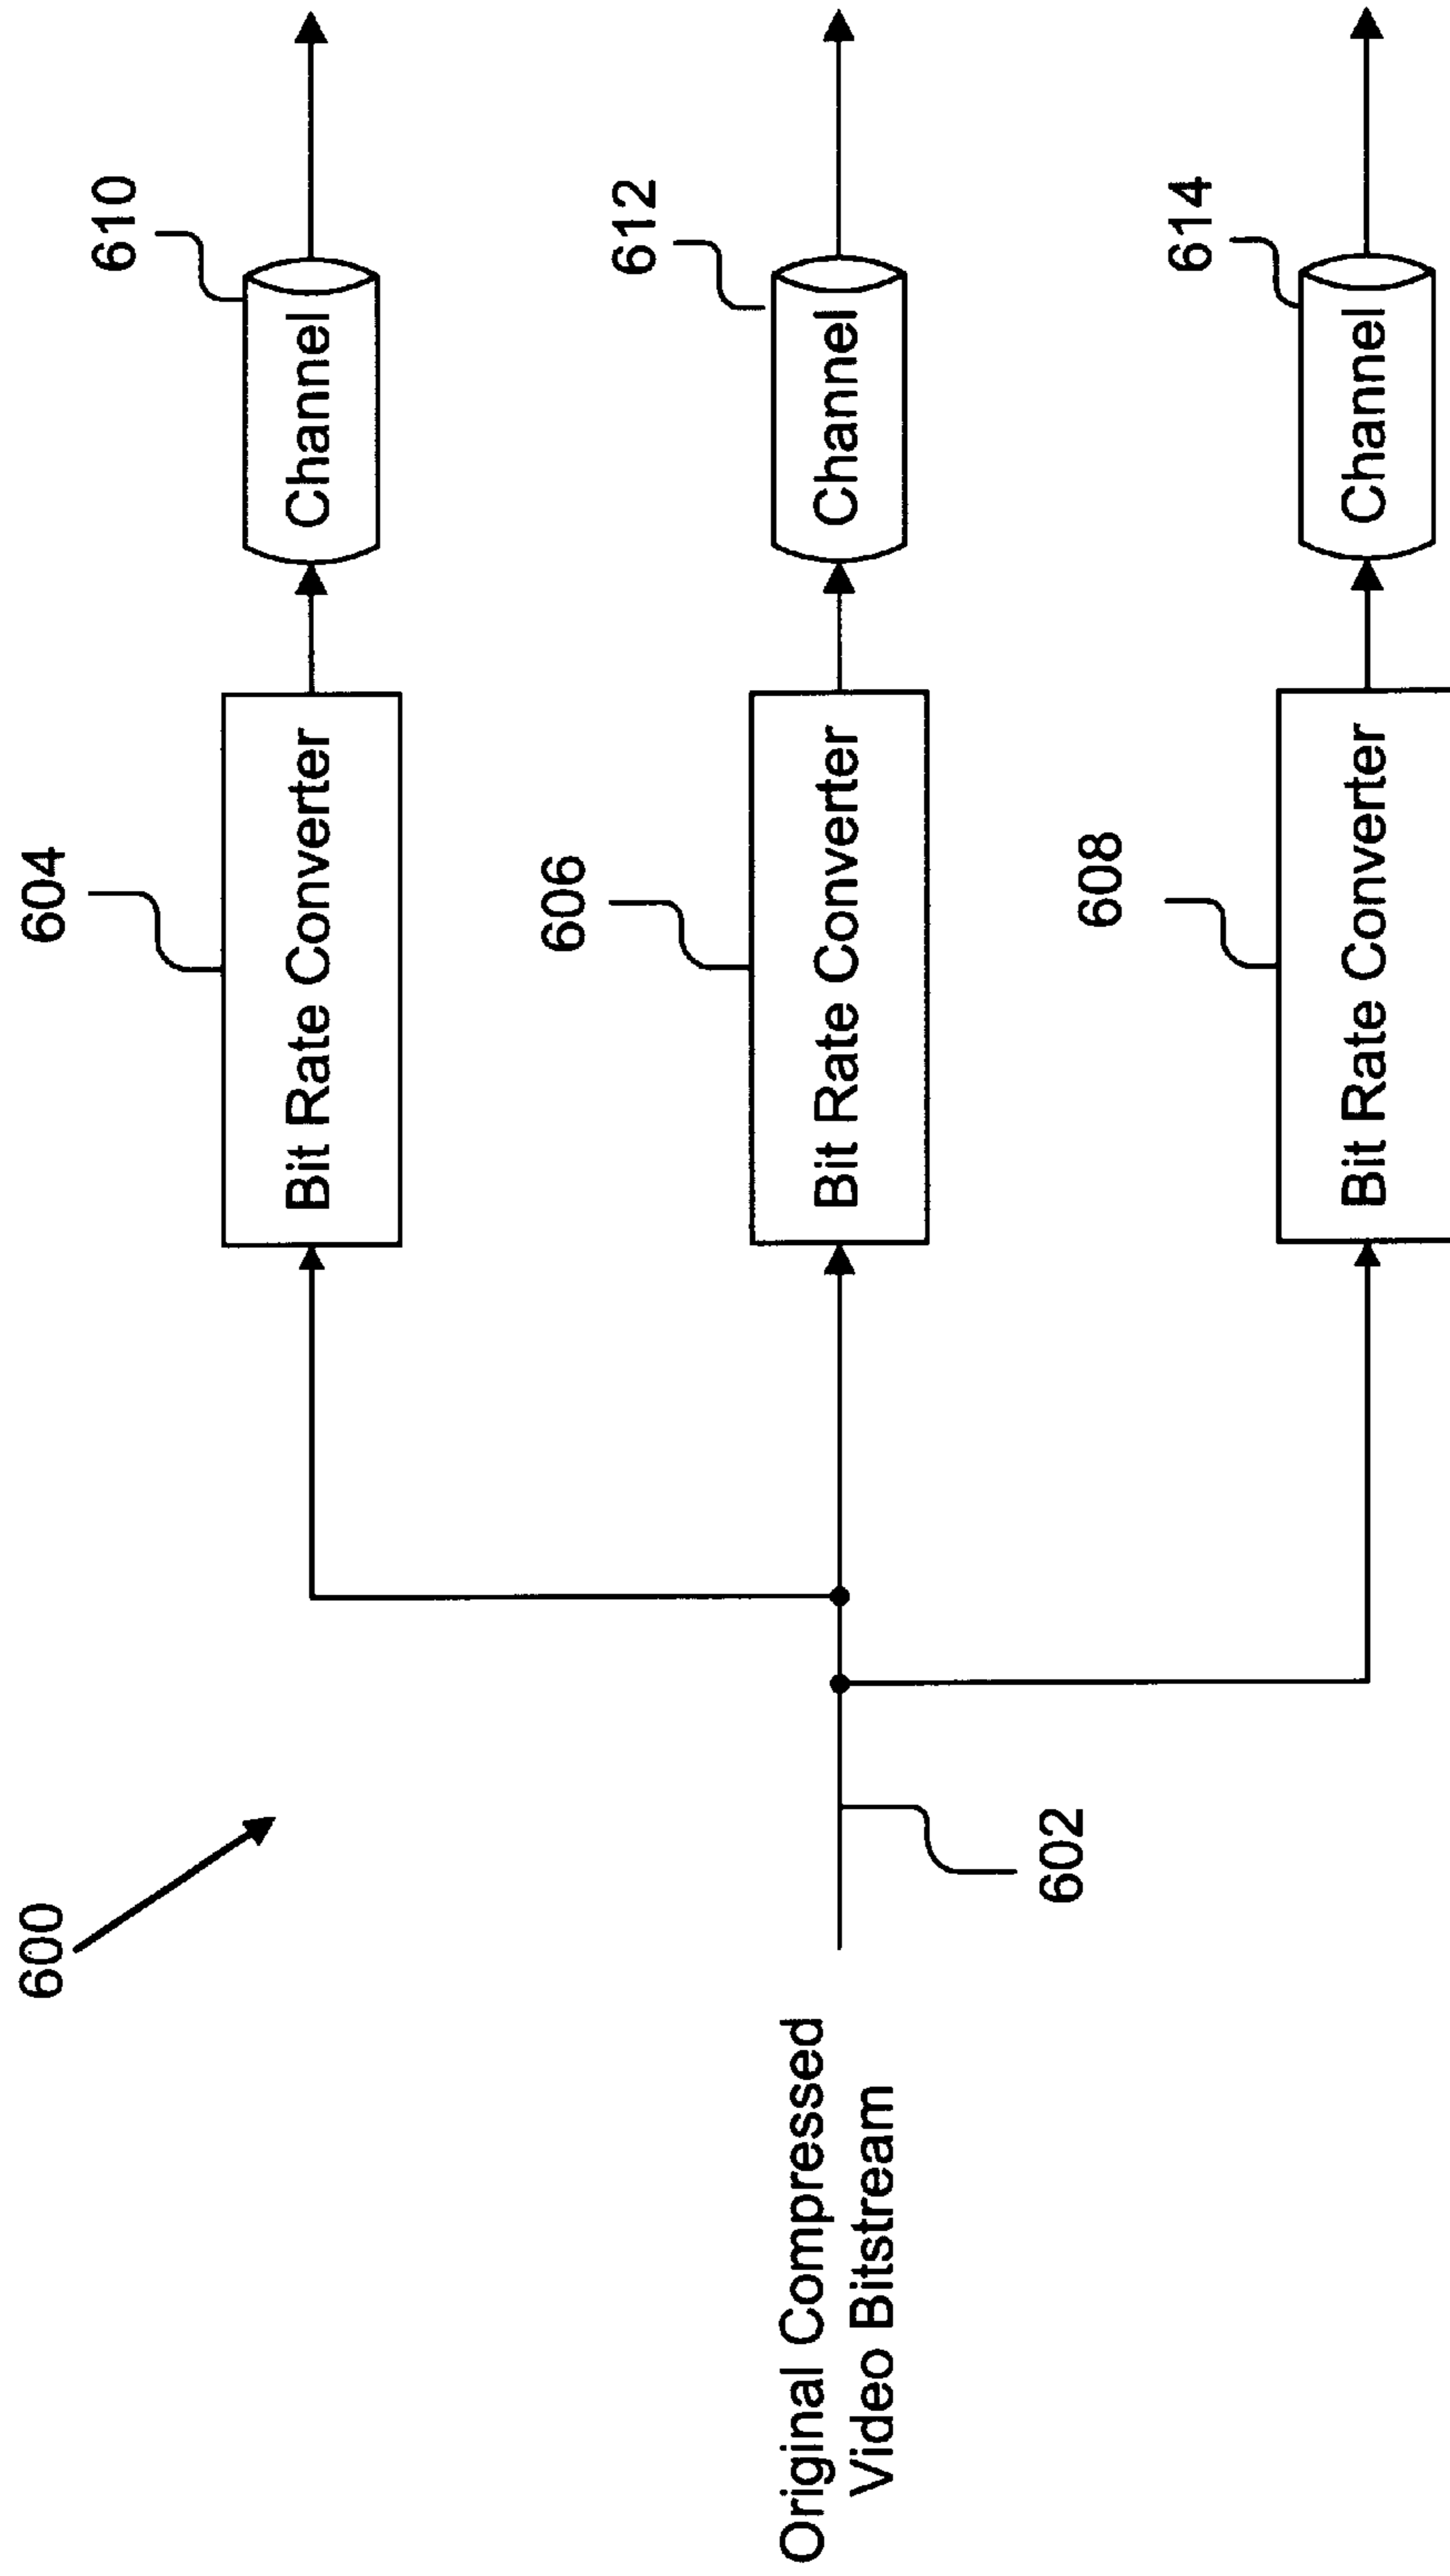 600
Original Compressed
Video Bitstream
602
604
Bit Rate Converter
610
Channel
606
Bit Rate Converter
612
Channel
608
Bit Rate Converter
614
Channel